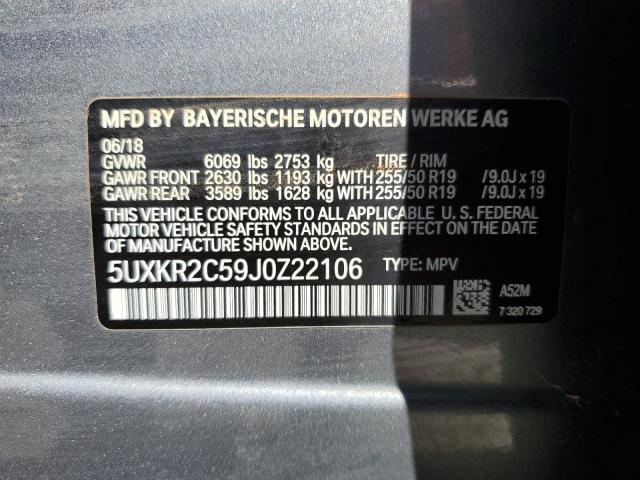 MFD BY BAYERISCHE MOTOREN WERKE AG
06/18
GVWR 6069 lbs 2753 kg TIRE / RIM
GAWR FRONT 2630 lbs 1193 kg WITH 255/50 R19 /9.0J x 19
GAWR REAR 3589 lbs 1628 kg WITH 255/50 R19 /9.0J x 19
THIS VEHICLE CONFORMS TO ALL APPLICABLE U. S. FEDERAL
MOTOR VEHICLE SAFETY STANDARDS IN EFFECT ON THE DATE OF
MANUFACTURE SHOWN ABOVE.
5UXKR2C59J0Z22106 TYPE: MPV
A52M
7 320 729